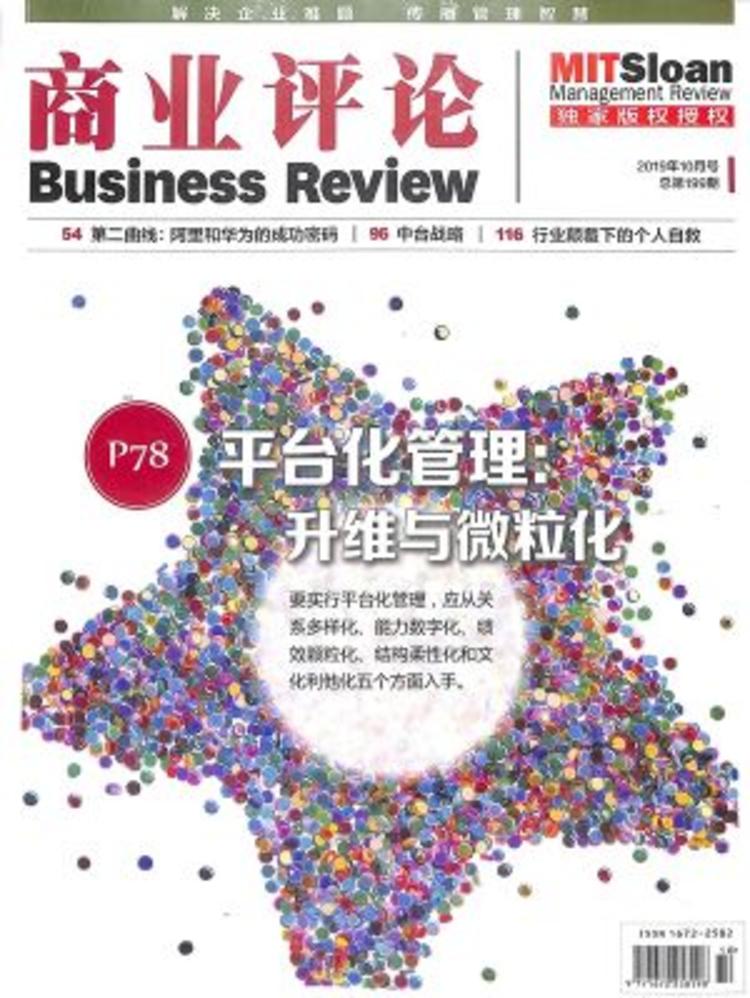 解决企业难题 传播管理智慧
商业评论
Business Review
MITSloan
Management Review
独家版权授权
2019年10月号
总第199期
54 第二曲线：阿里和华为的成功密码 | 96 中台战略 | 116 行业颠覆下的个人自救
P78
平台化管理：
升维与微粒化
要实行平台化管理，应从关
系多样化、能力数字化、绩
效颗粒化、结构柔性化和文
化利他化五个方面入手。
ISSN 1672-2582